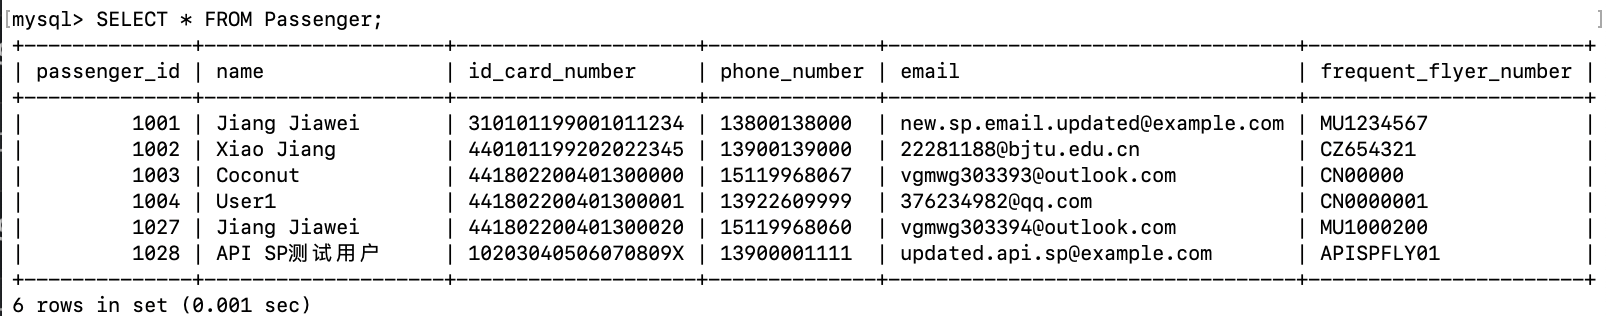 [mysql> SELECT * FROM Passenger; ]
+--------------+---------------------+--------------------+--------------+----------------------------------+------------------------+
| passenger_id | name                | id_card_number     | phone_number | email                            | frequent_flyer_number |
+--------------+---------------------+--------------------+--------------+----------------------------------+------------------------+
| 1001 | Jiang Jiawei | 310101199001011234 | 13800138000 | new.sp.email.updated@example.com | MU1234567 |
| 1002 | Xiao Jiang | 440101199202022345 | 13900139000 | 22281188@bjtu.edu.cn | CZ654321 |
| 1003 | Coconut | 441802200401300000 | 15119968067 | vgmwg303393@outlook.com | CN00000 |
| 1004 | User1 | 441802200401300001 | 13922609999 | 376234982@qq.com | CN0000001 |
| 1027 | Jiang Jiawei | 441802200401300020 | 15119968060 | vgmwg303394@outlook.com | MU1000200 |
| 1028 | API SP测试用户 | 10203040506070809X | 13900001111 | updated.api.sp@example.com | APISPFLY01 |
+--------------+---------------------+--------------------+--------------+----------------------------------+------------------------+
6 rows in set (0.001 sec)